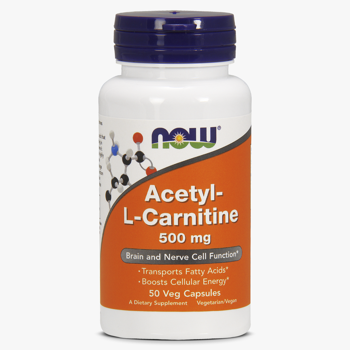 NOW
Acetyl-
L-Carnitine
500 mg
Brain and Nerve Cell Function*
• Transports Fatty Acids*
• Boosts Cellular Energy*
50 Veg Capsules
A Dietary Supplement Vegetarian/Vegan